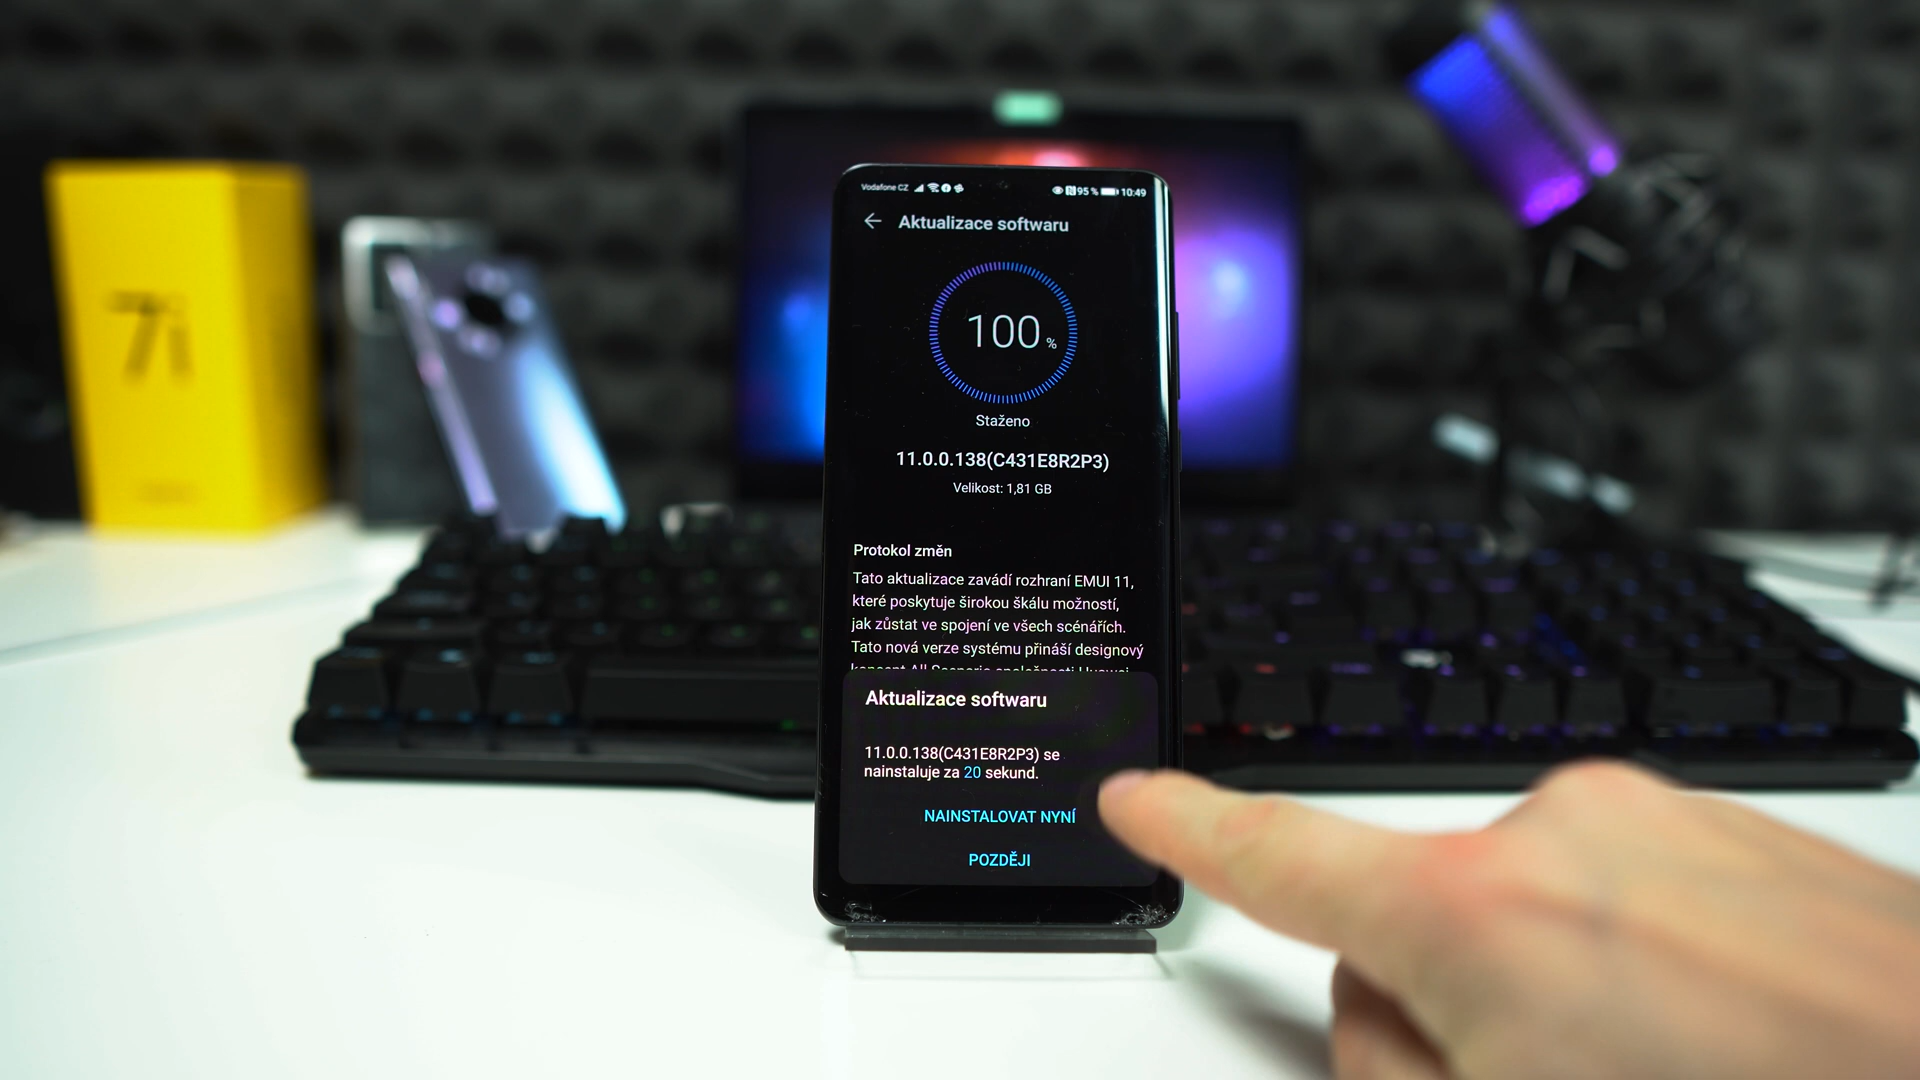 7i
Vodafone CZ
95 %
10:49
Aktualizace softwaru
100 %
Staženo
11.0.0.138(C431E8R2P3)
Velikost: 1,81 GB
Protokol změn
Tato aktualizace zavádí rozhraní EMUI 11,
které poskytuje širokou škálu možností,
jak zůstat ve spojení ve všech scénářích.
Tato nová verze systému přináší designový
Aktualizace softwaru
11.0.0.138(C431E8R2P3) se
nainstaluje za 20 sekund.
NAINSTALOVAT NYNÍ
POZDĚJI